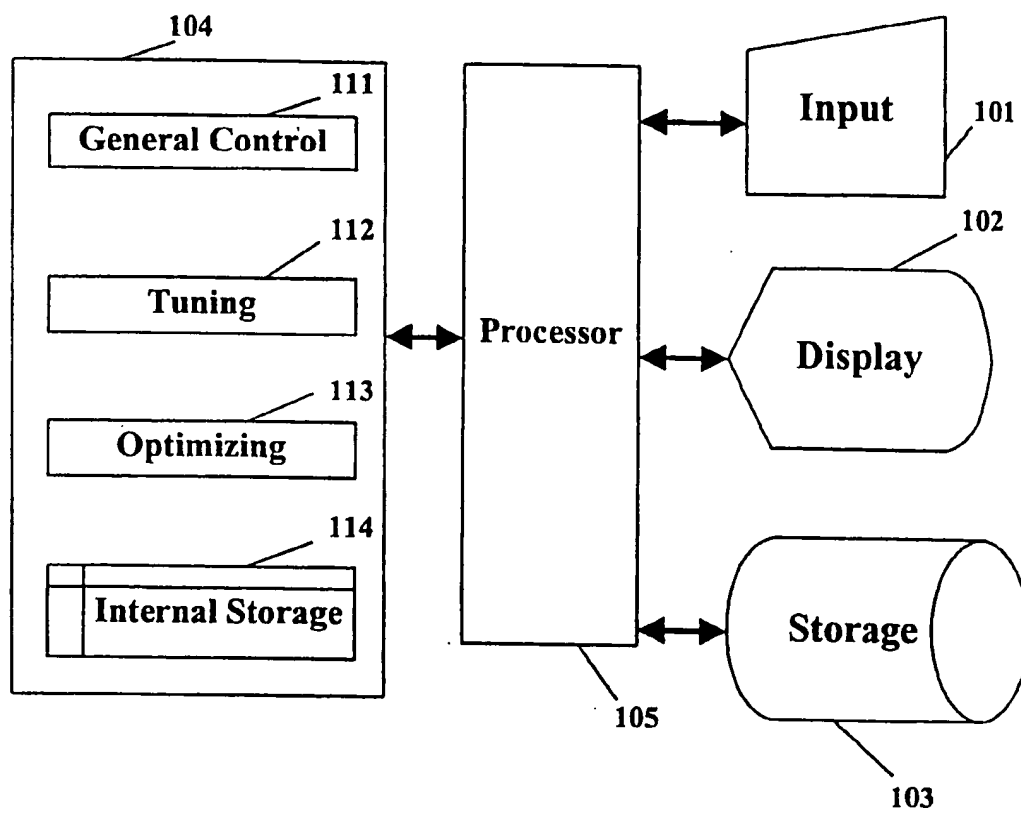 104
111
General Control
112
Tuning
113
Optimizing
114
Internal Storage
Processor
105
Input
101
102
Display
Storage
103